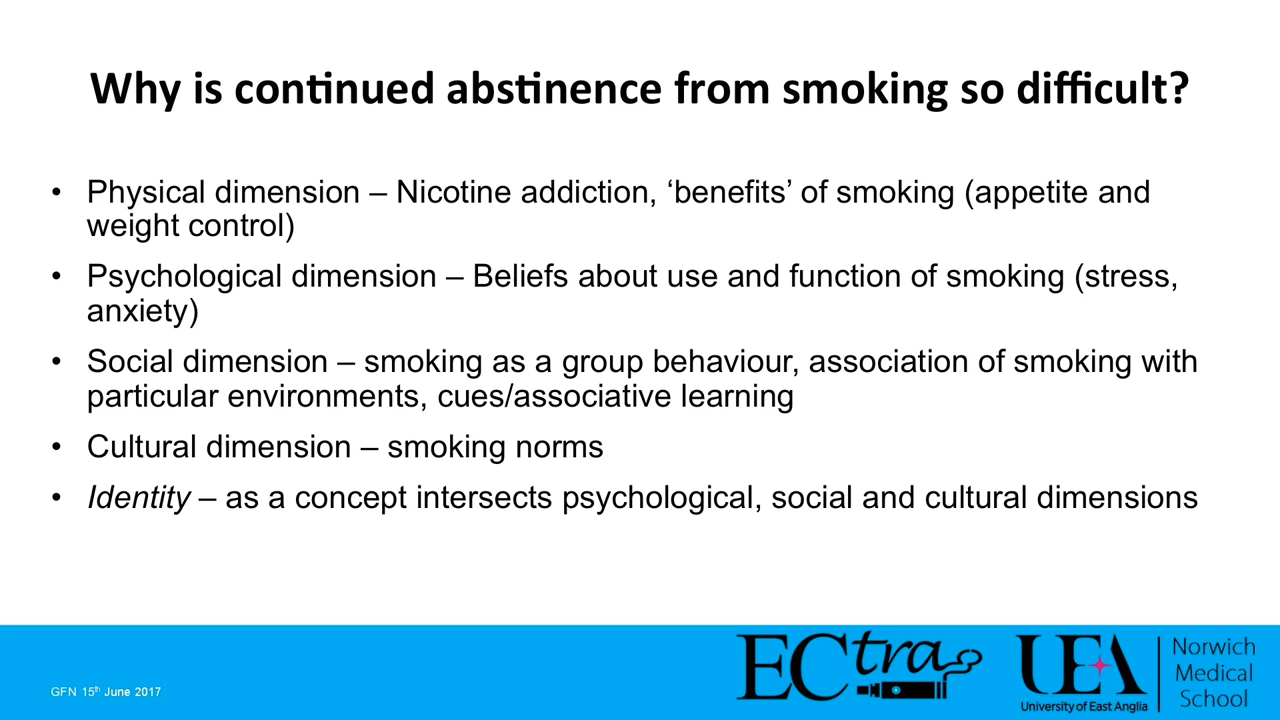 Why is continued abstinence from smoking so difficult?
• Physical dimension – Nicotine addiction, ‘benefits’ of smoking (appetite and
weight control)
• Psychological dimension – Beliefs about use and function of smoking (stress,
anxiety)
• Social dimension – smoking as a group behaviour, association of smoking with
particular environments, cues/associative learning
• Cultural dimension – smoking norms
• Identity – as a concept intersects psychological, social and cultural dimensions
GFN 15th June 2017
ECtra
UEA
University of East Anglia
Norwich
Medical
School